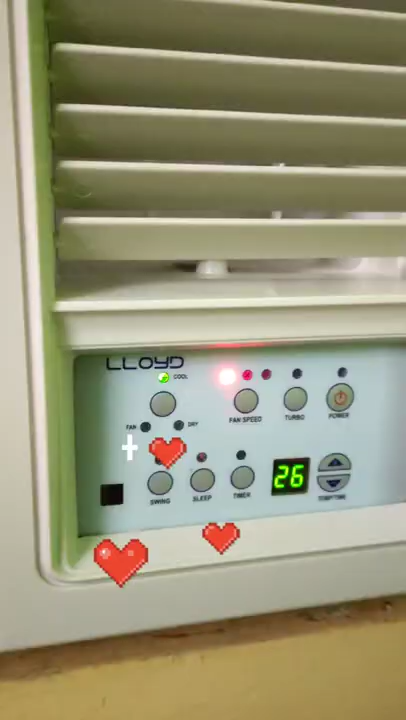 LLOYD
COOL
FAN SPEED
TURBO
POWER
FAN
DRY
SWING
SLEEP
TIMER
26
TEMP/TIME